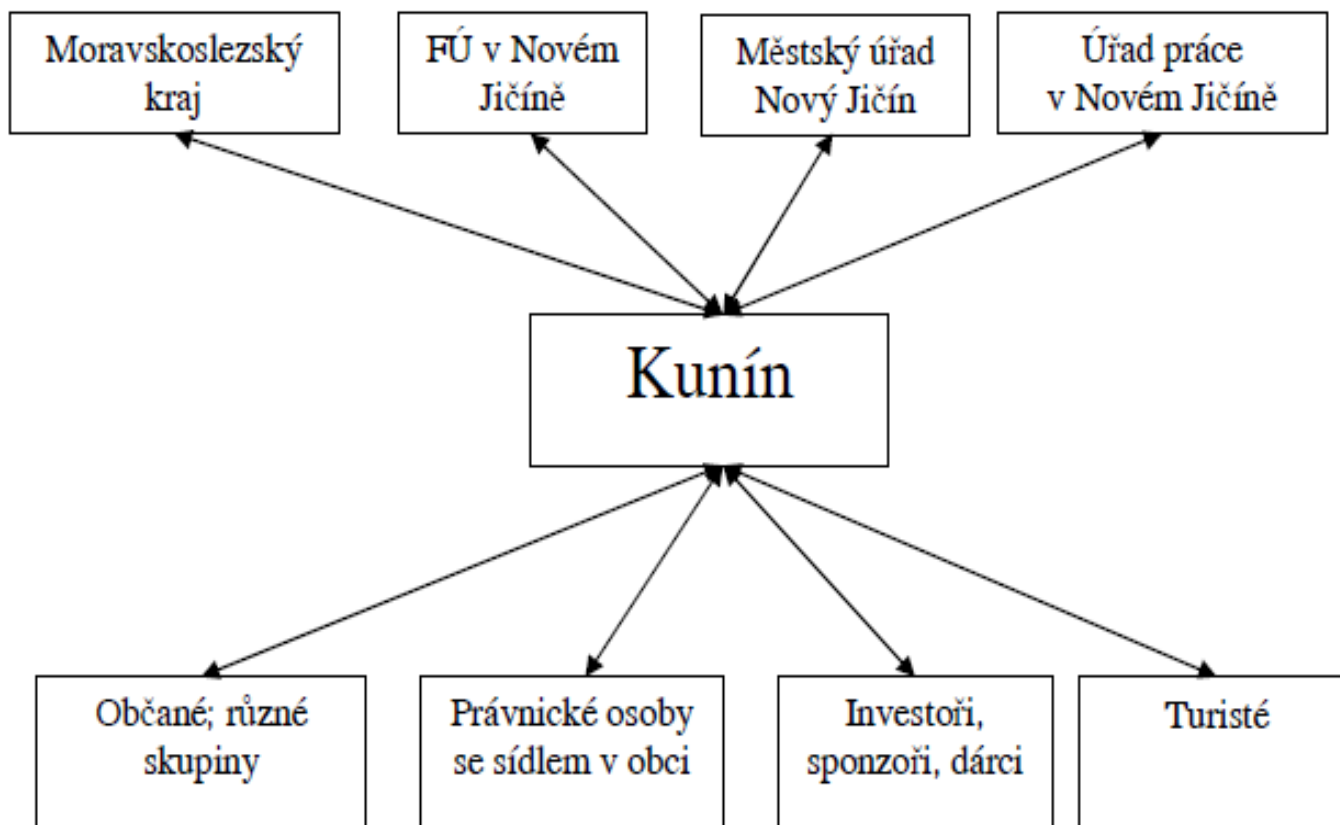 Moravskoslezský
kraj
FÚ v Novém
Jičíně
Městský úřad
Nový Jičín
Úřad práce
v Novém Jičíně
Kunín
Občané; různé
skupiny
Právnické osoby
se sídlem v obci
Investoři,
sponzoři, dárci
Turisté